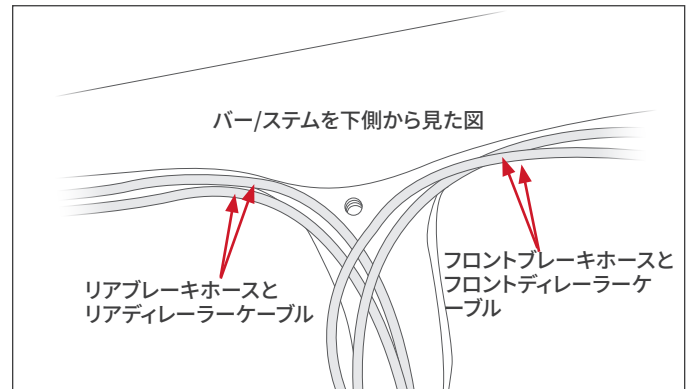 バー/ステムを下側から見た図
リアブレーキホースと
リアディレーラーケーブル
フロントブレーキホースと
フロントディレーラーケ
ーブル